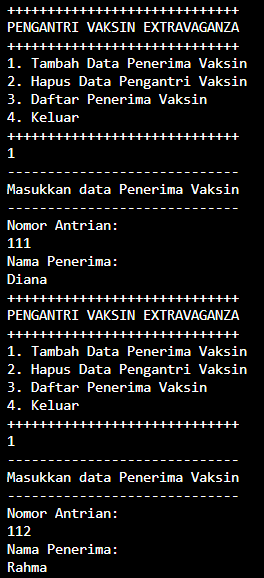 +++++++++++++++++++++++++++++
PENGANTRI VAKSIN EXTRAVAGANZA
+++++++++++++++++++++++++++++
1. Tambah Data Penerima Vaksin
2. Hapus Data Pengantri Vaksin
3. Daftar Penerima Vaksin
4. Keluar
+++++++++++++++++++++++++++++
1
-----------------------------
Masukkan data Penerima Vaksin
-----------------------------
Nomor Antrian:
111
Nama Penerima:
Diana
+++++++++++++++++++++++++++++
PENGANTRI VAKSIN EXTRAVAGANZA
+++++++++++++++++++++++++++++
1. Tambah Data Penerima Vaksin
2. Hapus Data Pengantri Vaksin
3. Daftar Penerima Vaksin
4. Keluar
+++++++++++++++++++++++++++++
1
-----------------------------
Masukkan data Penerima Vaksin
-----------------------------
Nomor Antrian:
112
Nama Penerima:
Rahma